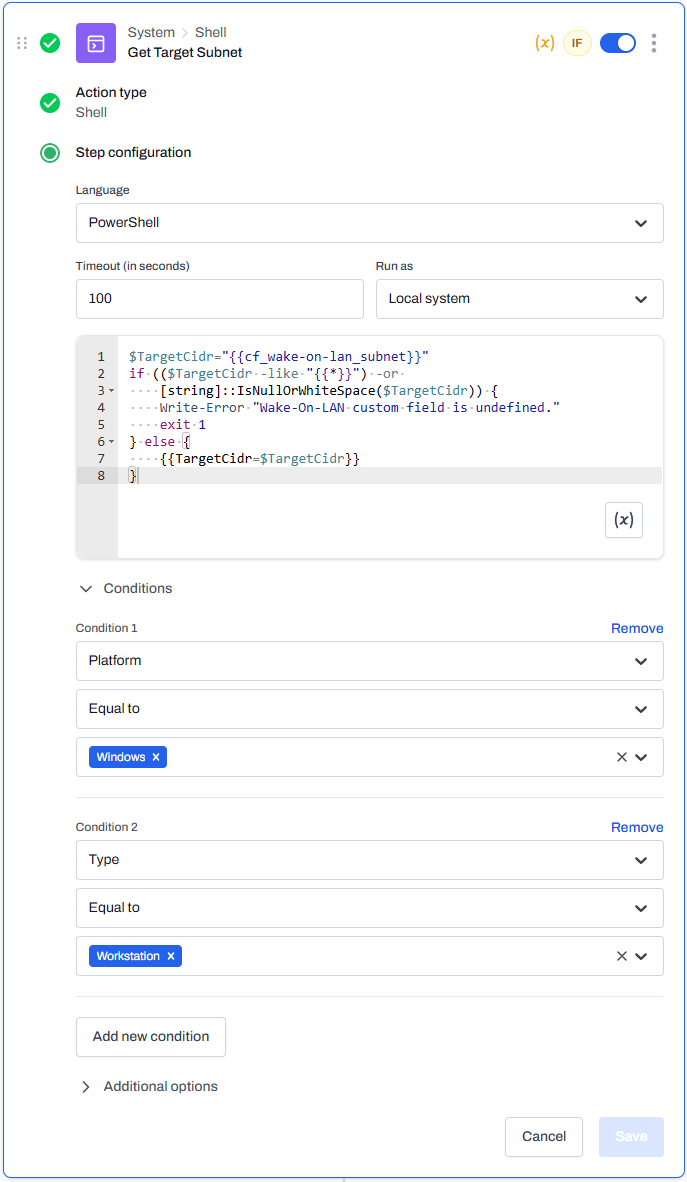 System > Shell
Get Target Subnet
(x) IF
Action type
Shell
Step configuration
Language
PowerShell
Timeout (in seconds) Run as
100 Local system
1 $TargetCidr="{{cf_wake-on-lan_subnet}}"
2 if (($TargetCidr -like "{{*}}") -or
3 [string]::IsNullOrWhiteSpace($TargetCidr)) {
4 Write-Error "Wake-On-LAN custom field is undefined."
5 exit 1
6 } else {
7 {{TargetCidr=$TargetCidr}}
8 }
(x)
Conditions
Condition 1 Remove
Platform
Equal to
Windows ×
Condition 2 Remove
Type
Equal to
Workstation ×
Add new condition
Additional options
Cancel Save